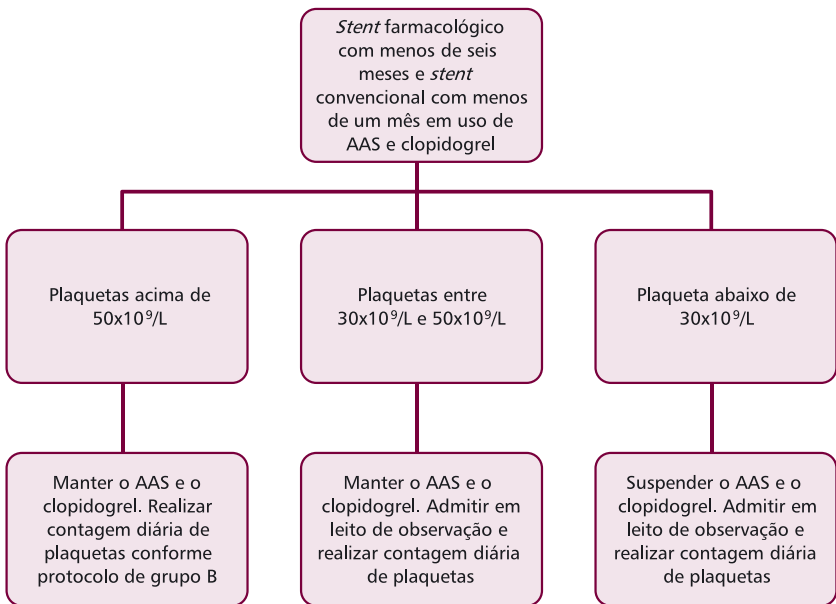 Stent farmacológico
com menos de seis
meses e stent
convencional com menos
de um mês em uso de
AAS e clopidogrel
Plaquetas acima de
50x10⁹/L
Plaquetas entre
30x10⁹/L e 50x10⁹/L
Plaqueta abaixo de
30x10⁹/L
Manter o AAS e o
clopidogrel. Realizar
contagem diária de
plaquetas conforme
protocolo de grupo B
Manter o AAS e o
clopidogrel. Admitir em
leito de observação e
realizar contagem diária
de plaquetas
Suspender o AAS e o
clopidogrel. Admitir em
leito de observação e
realizar contagem diária
de plaquetas